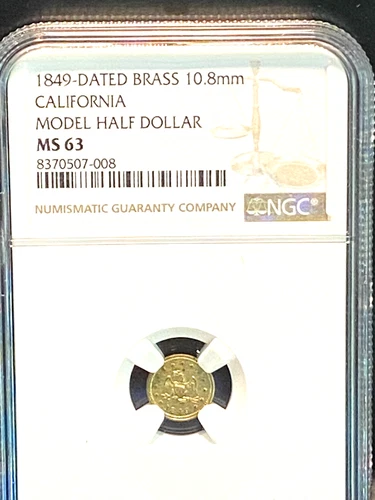 1849-DATED BRASS 10.8mm
CALIFORNIA
MODEL HALF DOLLAR
MS 63
8370507-008
NUMISMATIC GUARANTY COMPANY NGC®